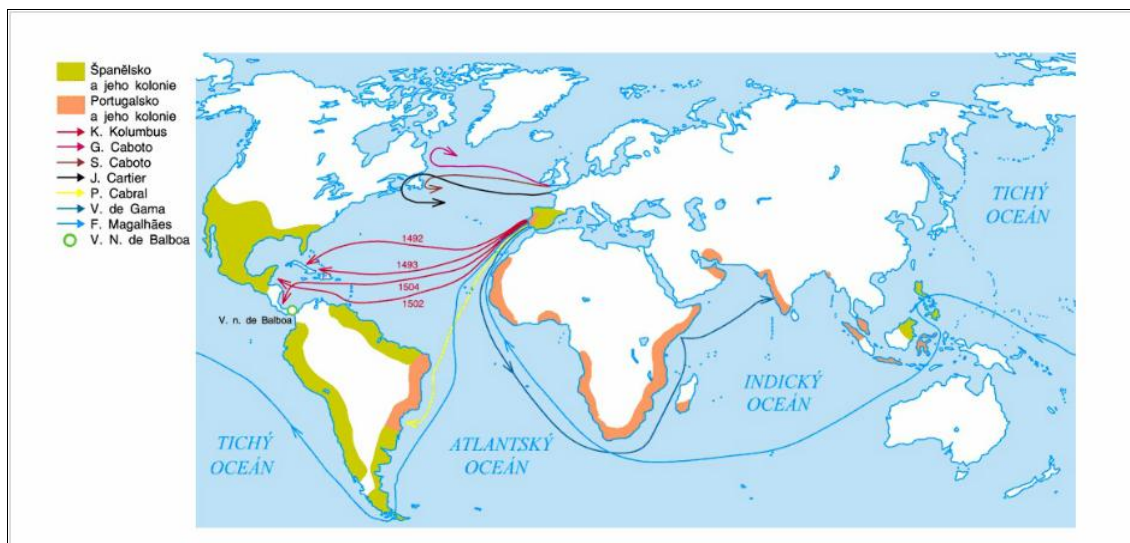 Španělsko
a jeho kolonie
Portugalsko
a jeho kolonie
K. Kolumbus
G. Caboto
S. Caboto
J. Cartier
P. Cabral
V. de Gama
F. Magalhães
V. N. de Balboa
1492
1493
1504
1502
V. n. de Balboa
TICHÝ
OCEÁN
ATLANTSKÝ
OCEÁN
INDICKÝ
OCEÁN
TICHÝ
OCEÁN